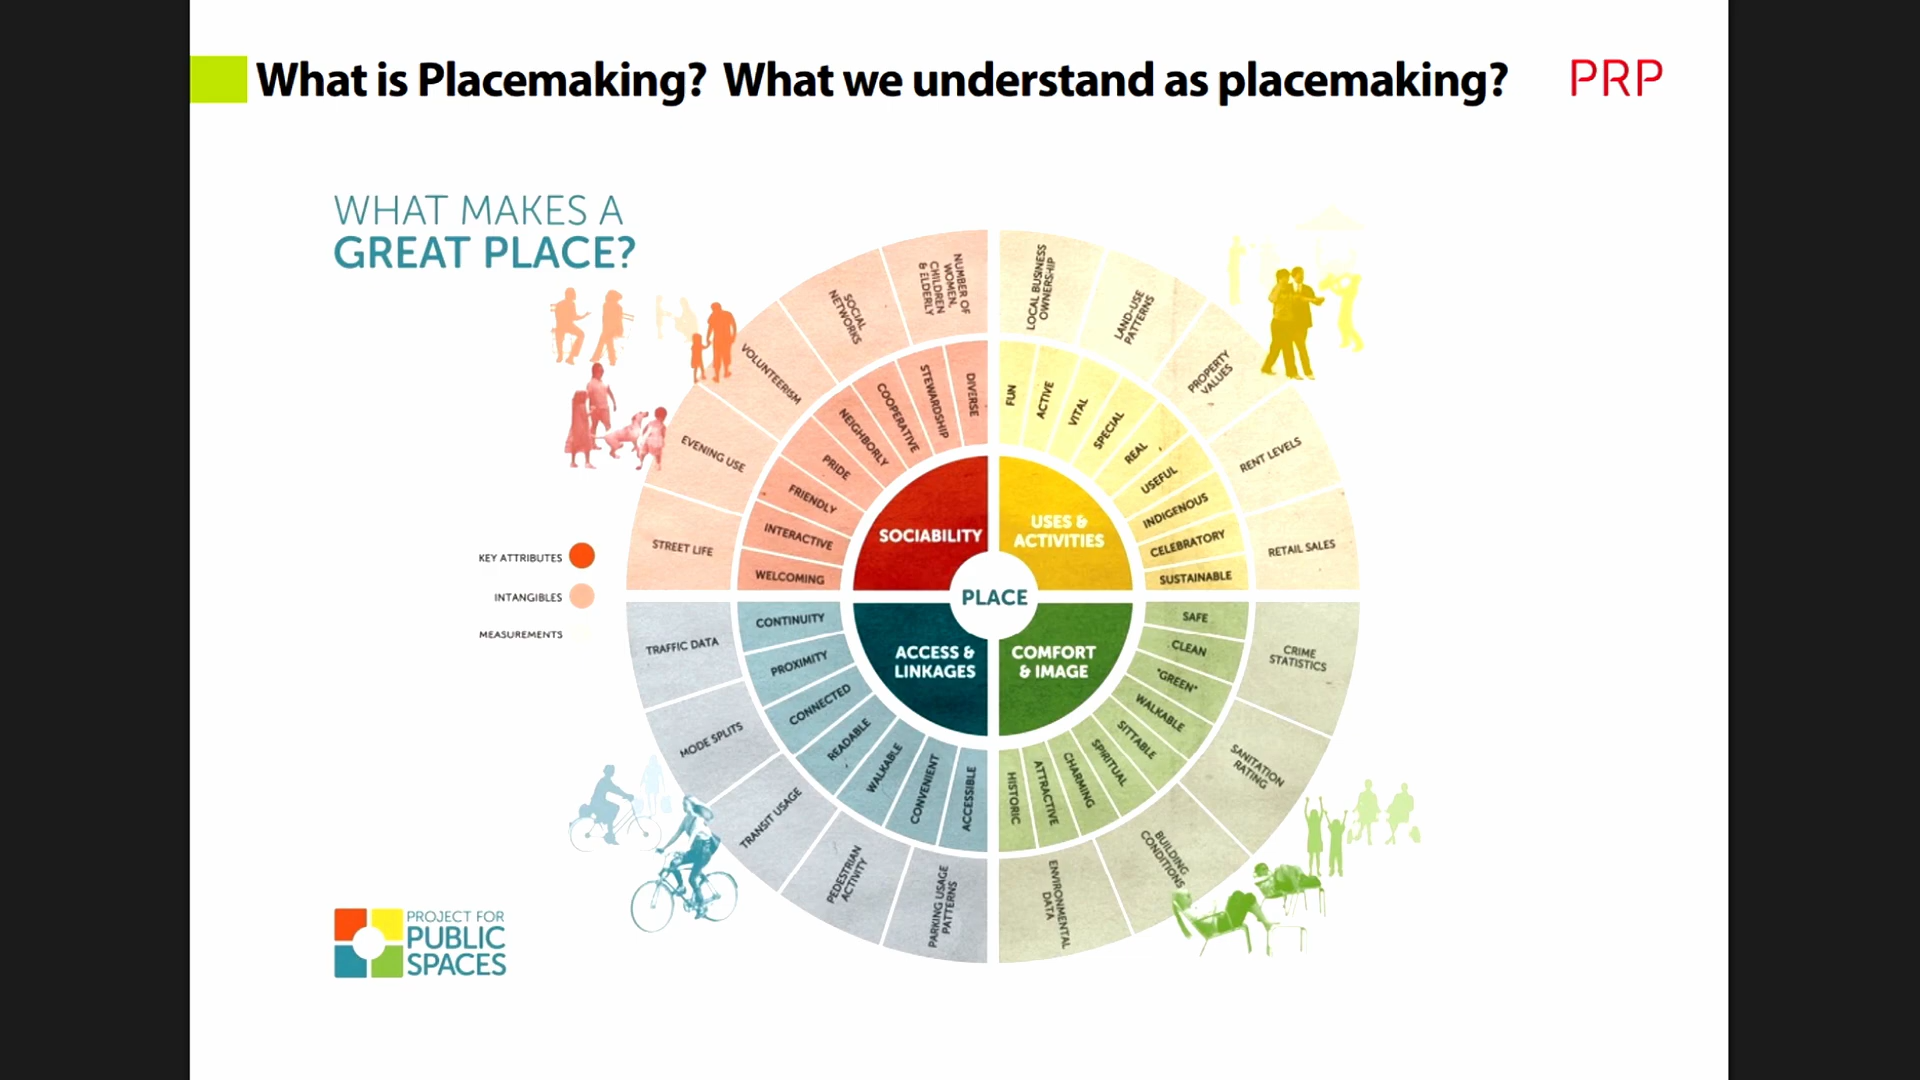 What is Placemaking? What we understand as placemaking?
PRP
WHAT MAKES A
GREAT PLACE?
KEY ATTRIBUTES
INTANGIBLES
MEASUREMENTS
PLACE
SOCIABILITY
USES &
ACTIVITIES
ACCESS &
LINKAGES
COMFORT
& IMAGE
WELCOMING
INTERACTIVE
FRIENDLY
PRIDE
NEIGHBORLY
COOPERATIVE
STEWARDSHIP
DIVERSE
FUN
ACTIVE
VITAL
SPECIAL
REAL
USEFUL
INDIGENOUS
CELEBRATORY
SUSTAINABLE
SAFE
CLEAN
"GREEN"
WALKABLE
SITTABLE
SPIRITUAL
CHARMING
ATTRACTIVE
HISTORIC
ACCESSIBLE
CONVENIENT
WALKABLE
READABLE
CONNECTED
PROXIMITY
CONTINUITY
STREET LIFE
EVENING USE
VOLUNTEERISM
SOCIAL
NETWORKS
NUMBER OF
WOMEN,
CHILDREN
& ELDERLY
LOCAL BUSINESS
OWNERSHIP
LAND-USE
PATTERNS
PROPERTY
VALUES
RENT LEVELS
RETAIL SALES
CRIME
STATISTICS
SANITATION
RATING
BUILDING
CONDITIONS
ENVIRONMENTAL
DATA
PARKING USAGE
PATTERNS
PEDESTRIAN
ACTIVITY
TRANSIT USAGE
MODE SPLITS
TRAFFIC DATA
PROJECT FOR
PUBLIC
SPACES